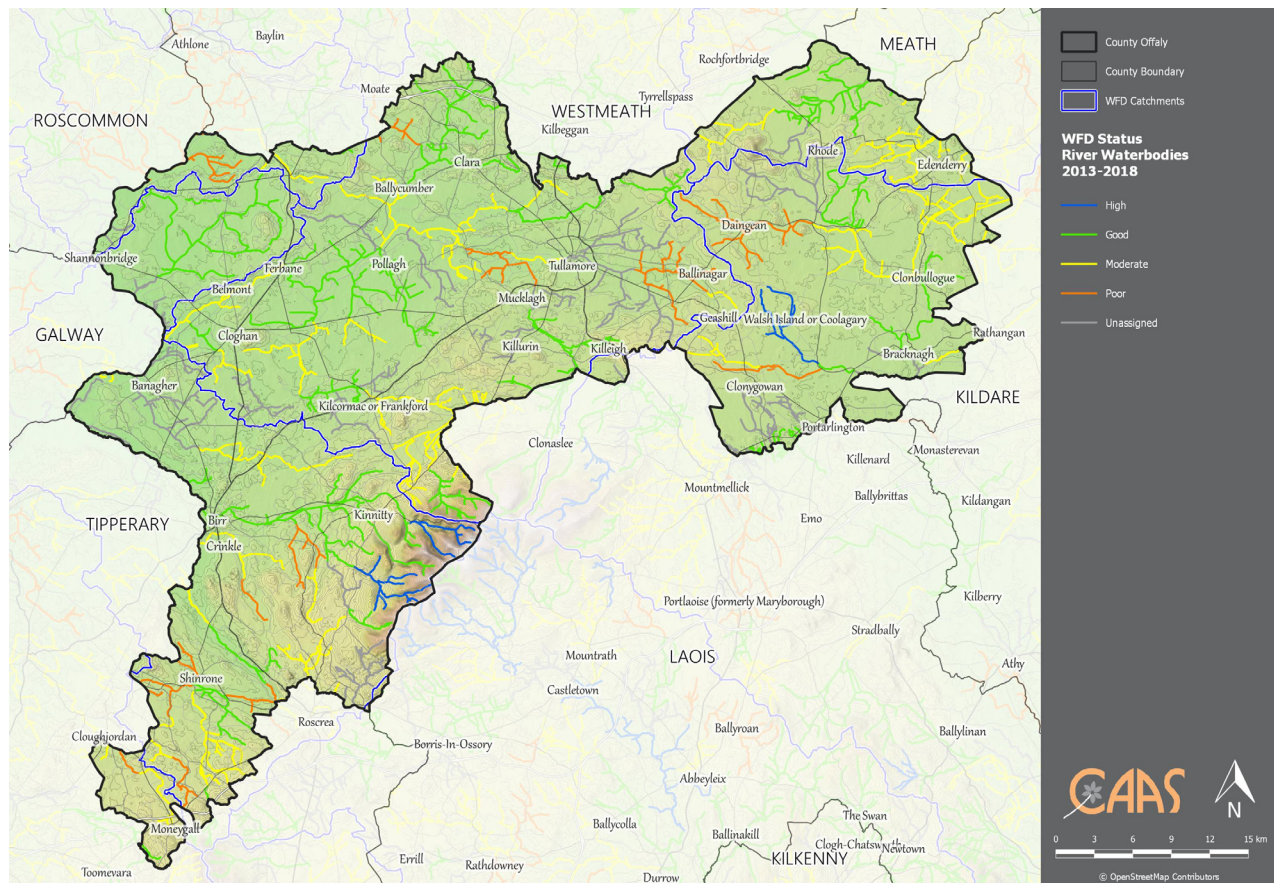 Athlone
Baylin
MEATH
Rochfortbridge
Moate
Tyrrellspass
ROSCOMMON
WESTMEATH
Kilbeggan
Rhode
Clara
Edenderry
Ballycumber
Daingean
Shannonbridge
Ferbane
Pollagh
Tullamore
Ballinagar
Clonbullogue
Belmont
Mucklagh
GALWAY
Cloghan
Geashill
Walsh Island or Coolagary
Rathangan
Killurin
Killeigh
Bracknagh
Banagher
Clonygowan
KILDARE
Kilcormac or Frankford
Portarlington
Clonaslee
Killenard
Monasterevan
Mountmellick
Ballybrittas
Kildangan
TIPPERARY
Birr
Kinnitty
Emo
Crinkle
Portlaoise (formerly Maryborough)
Kilberry
Stradbally
Mountrath
LAOIS
Athy
Shinrone
Castletown
Roscrea
Cloughjordan
Borris-In-Ossory
Ballyroan
Ballylinan
Abbeyleix
Moneygall
Ballycolla
Ballinakill
The Swan
Clogh-Chatsw
Newtown
Errill
Rathdowney
KILKENNY
Toomevara
Durrow
County Offaly
County Boundary
WFD Catchments
WFD Status
River Waterbodies
2013-2018
High
Good
Moderate
Poor
Unassigned
CAAS
N
0 3 6 9 12 15 km
© OpenStreetMap Contributors